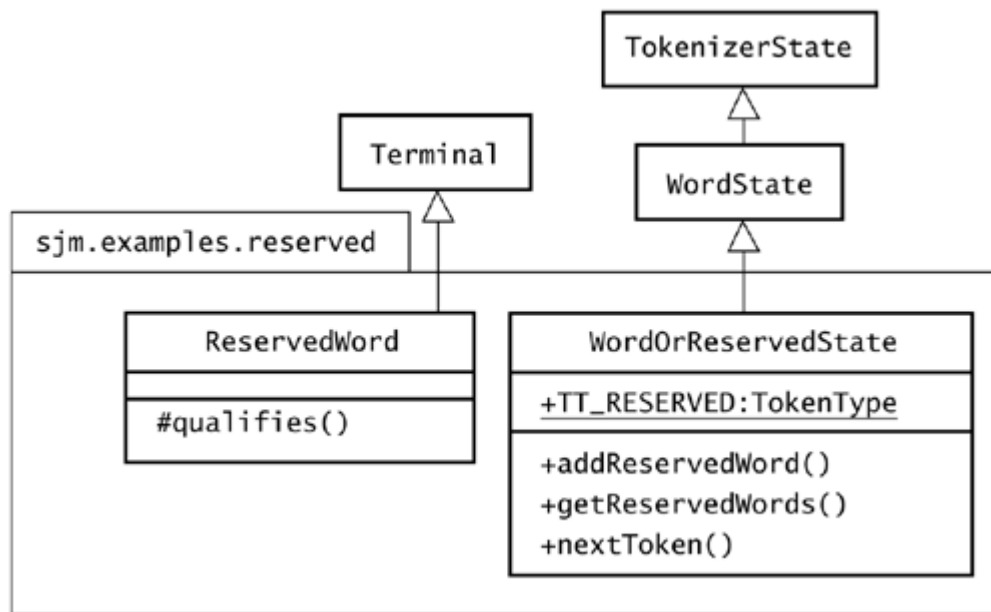 TokenizerState
Terminal
WordState
sjm.examples.reserved
ReservedWord
#qualifies()
WordOrReservedState
+TT_RESERVED:TokenType
+addReservedWord()
+getReservedWords()
+nextToken()